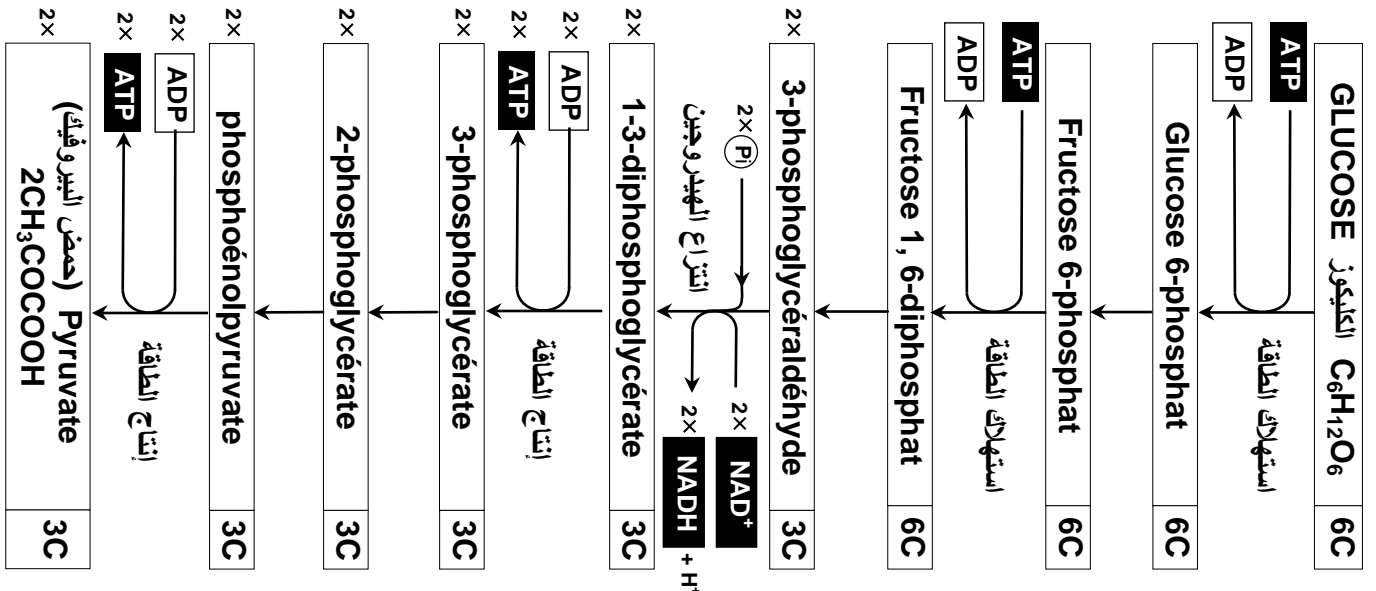 GLUCOSE الكليكوز C₆H₁₂O₆ 6C
ATP
ADP
استهلاك الطاقة
Glucose 6-phosphat 6C
Fructose 6-phosphat 6C
ATP
ADP
استهلاك الطاقة
Fructose 1, 6-diphosphat 6C
2× 3-phosphoglycéraldéhyde 3C
2× Pi
2× NAD⁺
انتزاع الهيدروجين
2× NADH + H⁺
2× 1-3-diphosphoglycérate 3C
2× ADP
2× ATP
إنتاج الطاقة
2× 3-phosphoglycérate 3C
2× 2-phosphoglycérate 3C
2× phosphoénolpyruvate 3C
2× ADP
2× ATP
إنتاج الطاقة
2× (حمض البيروفيك) Pyruvate 3C
2CH₃COCOOH